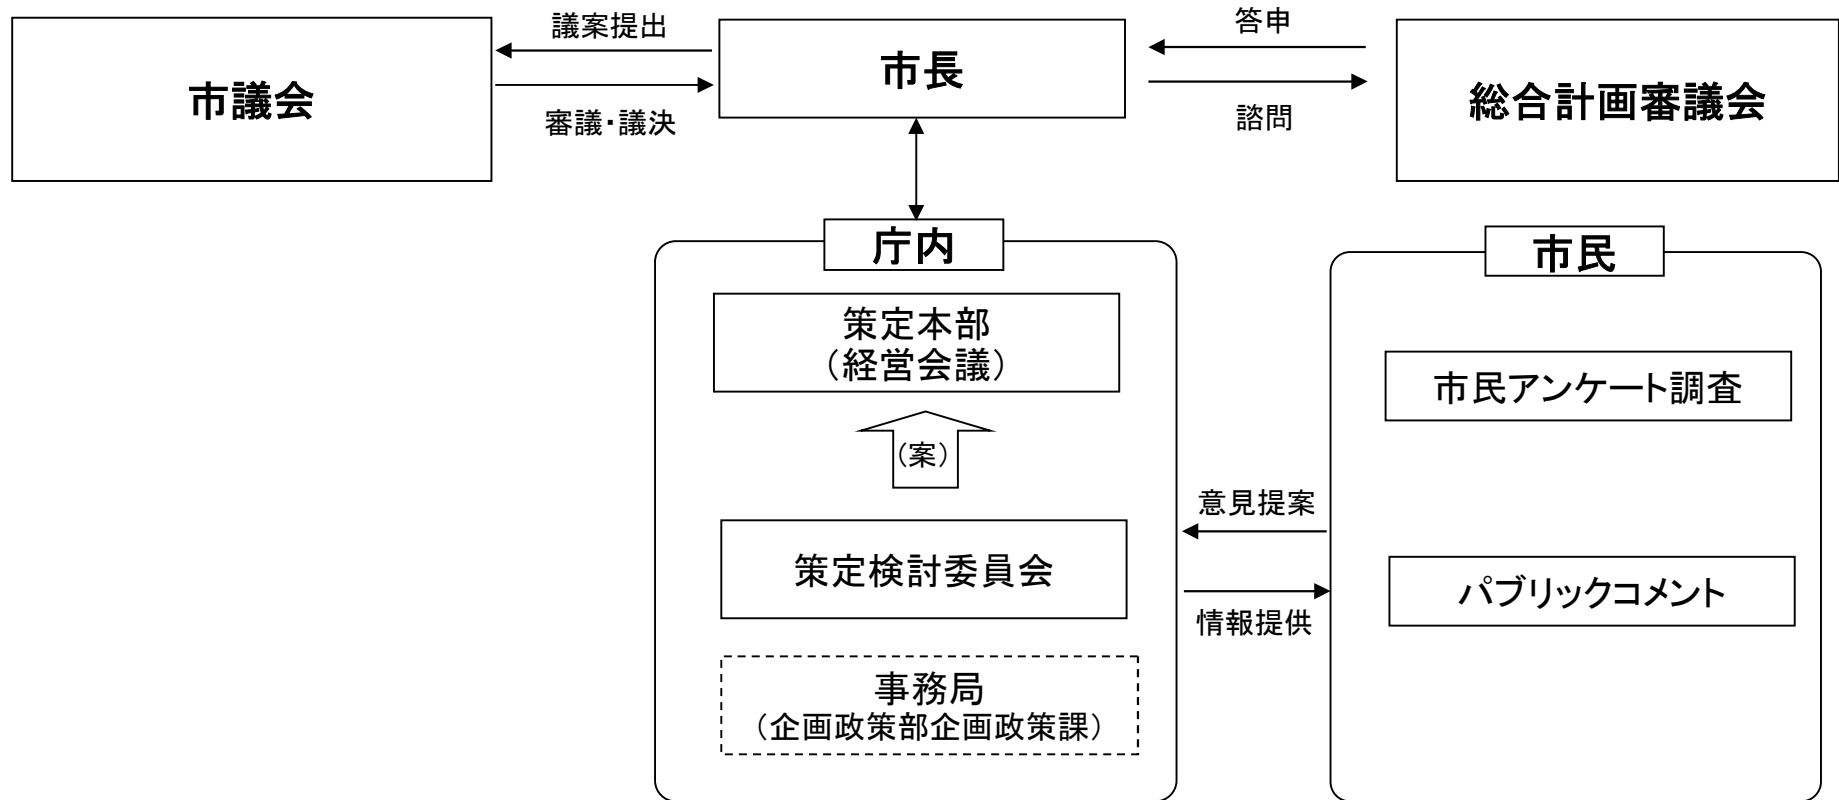 市議会
議案提出
審議・議決
市長
答申
諮問
総合計画審議会
庁内
策定本部
（経営会議）
（案）
策定検討委員会
事務局
（企画政策部企画政策課）
意見提案
情報提供
市民
市民アンケート調査
パブリックコメント